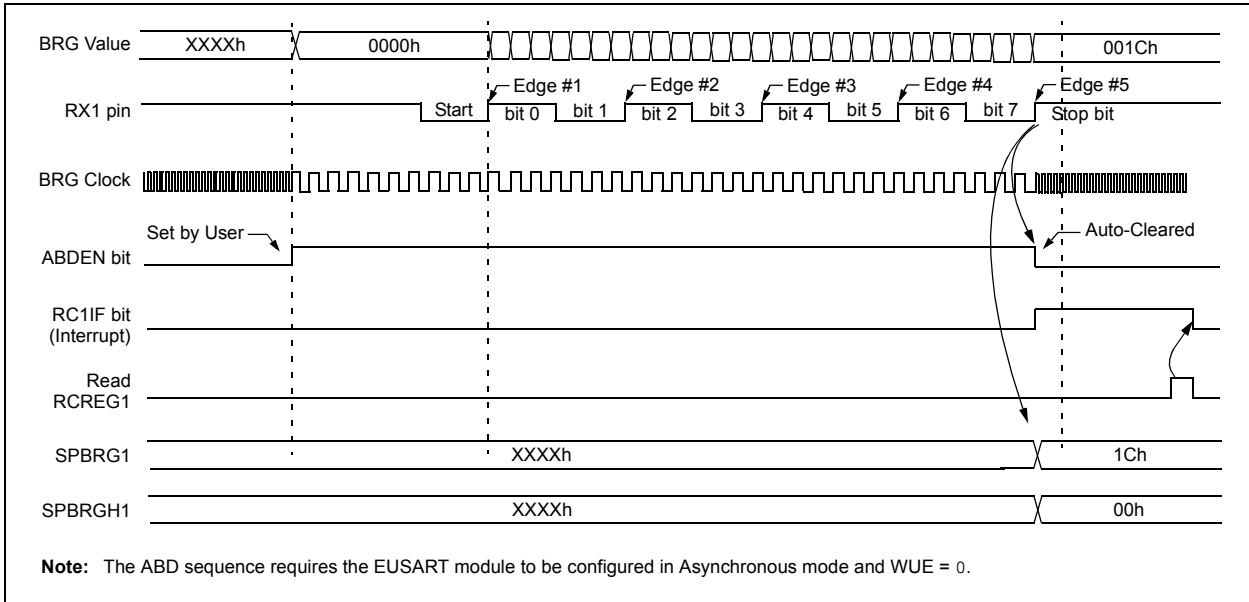 BRG Value XXXXh 0000h 001Ch
Edge #1 Edge #2 Edge #3 Edge #4 Edge #5
RX1 pin Start bit 0 bit 1 bit 2 bit 3 bit 4 bit 5 bit 6 bit 7 Stop bit
BRG Clock
Set by User Auto-Cleared
ABDEN bit
RC1IF bit
(Interrupt)
Read
RCREG1
SPBRG1 XXXXh 1Ch
SPBRGH1 XXXXh 00h
Note: The ABD sequence requires the EUSART module to be configured in Asynchronous mode and WUE = 0.